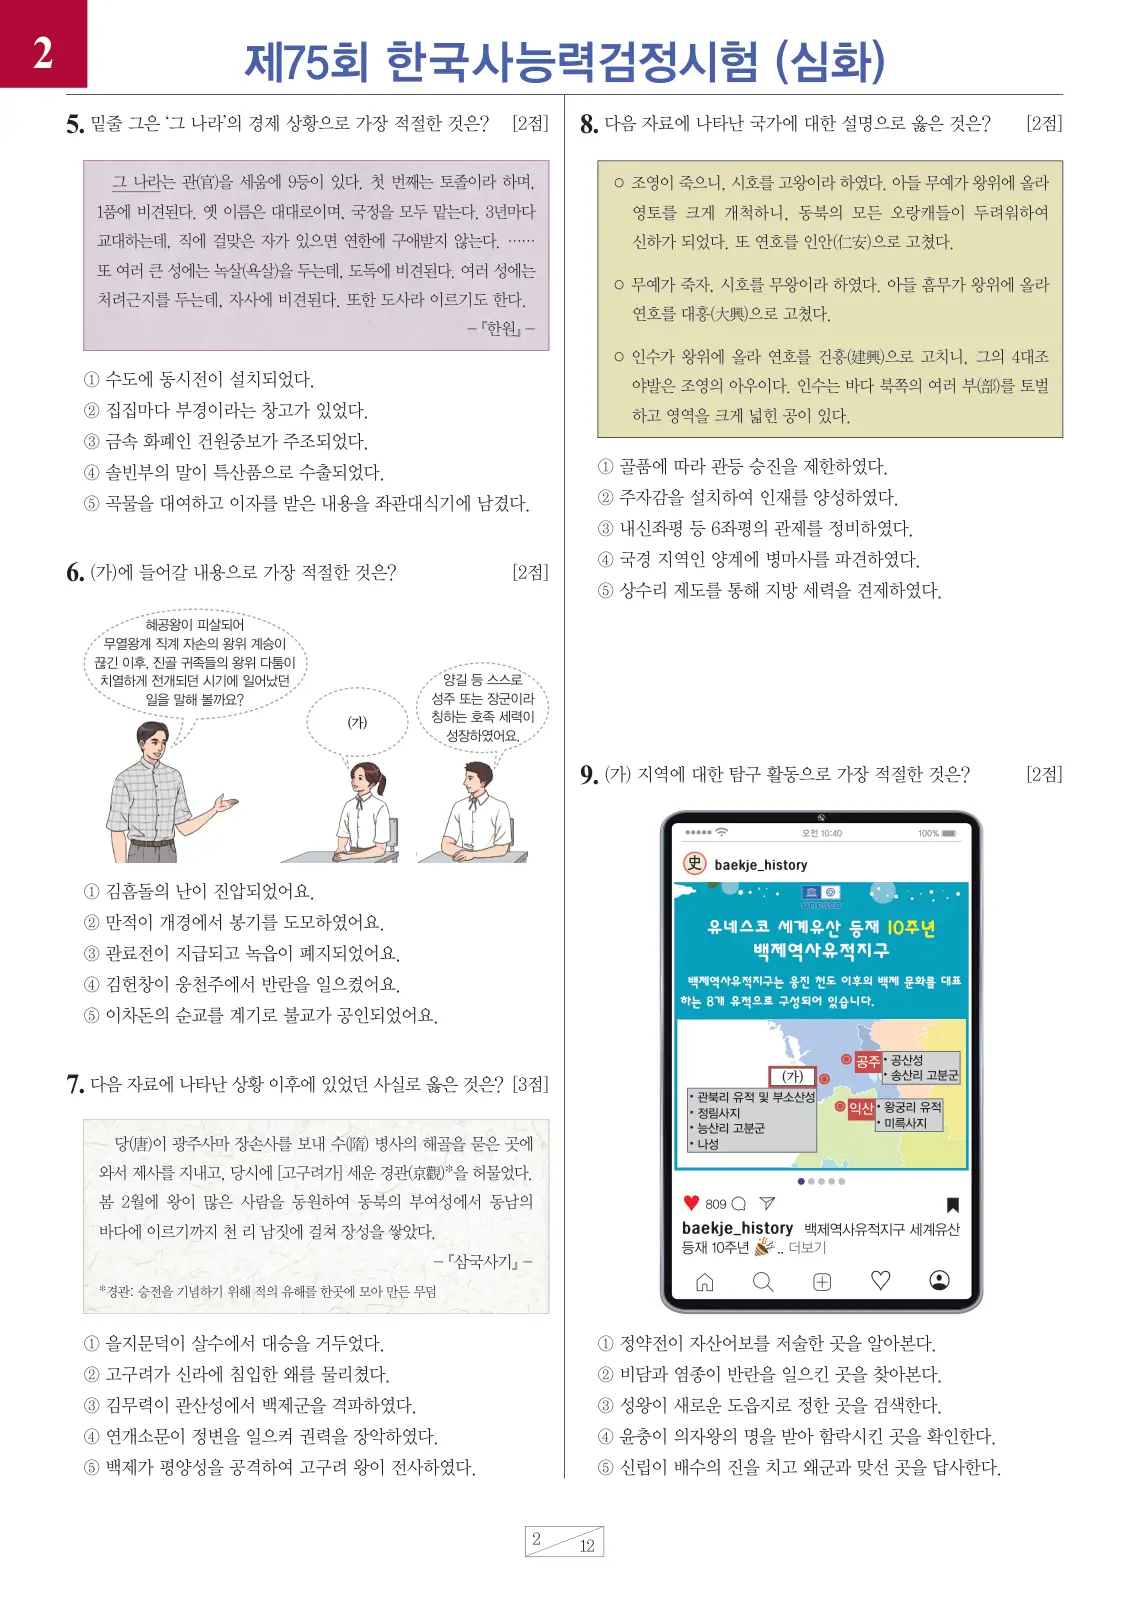 2
제75회 한국사능력검정시험 (심화)
5. 밑줄 그은 ‘그 나라’의 경제 상황으로 가장 적절한 것은? [2점]
그 나라는 관(官)을 세움에 9등이 있다. 첫 번째는 토졸이라 하며,
1품에 비견된다. 옛 이름은 대대로이며, 국정을 모두 맡는다. 3년마다
교대하는데, 직에 걸맞은 자가 있으면 연한에 구애받지 않는다. ……
또 여러 큰 성에는 녹살(욕살)을 두는데, 도독에 비견된다. 여러 성에는
처려근지를 두는데, 자사에 비견된다. 또한 도사라 이르기도 한다.
- 『한원』 -
① 수도에 동시전이 설치되었다.
② 집집마다 부경이라는 창고가 있었다.
③ 금속 화폐인 건원중보가 주조되었다.
④ 솔빈부의 말이 특산품으로 수출되었다.
⑤ 곡물을 대여하고 이자를 받은 내용을 좌관대식기에 남겼다.
6. (가)에 들어갈 내용으로 가장 적절한 것은? [2점]
혜공왕이 피살되어
무열왕계 직계 자손의 왕위 계승이
끊긴 이후, 진골 귀족들의 왕위 다툼이
치열하게 전개되던 시기에 일어났던
일을 말해 볼까요?
(가)
양길 등 스스로
성주 또는 장군이라
칭하는 호족 세력이
성장하였어요.
① 김흠돌의 난이 진압되었어요.
② 만적이 개경에서 봉기를 도모하였어요.
③ 관료전이 지급되고 녹읍이 폐지되었어요.
④ 김헌창이 웅천주에서 반란을 일으켰어요.
⑤ 이차돈의 순교를 계기로 불교가 공인되었어요.
7. 다음 자료에 나타난 상황 이후에 있었던 사실로 옳은 것은? [3점]
당(唐)이 광주사마 장손사를 보내 수(隋) 병사의 해골을 묻은 곳에
와서 제사를 지내고, 당시에 [고구려가] 세운 경관(京觀)*을 허물었다.
봄 2월에 왕이 많은 사람을 동원하여 동북의 부여성에서 동남의
바다에 이르기까지 천 리 남짓에 걸쳐 장성을 쌓았다.
- 『삼국사기』 -
*경관: 승전을 기념하기 위해 적의 유해를 한곳에 모아 만든 무덤
① 을지문덕이 살수에서 대승을 거두었다.
② 고구려가 신라에 침입한 왜를 물리쳤다.
③ 김무력이 관산성에서 백제군을 격파하였다.
④ 연개소문이 정변을 일으켜 권력을 장악하였다.
⑤ 백제가 평양성을 공격하여 고구려 왕이 전사하였다.
8. 다음 자료에 나타난 국가에 대한 설명으로 옳은 것은? [2점]
○ 조영이 죽으니, 시호를 고왕이라 하였다. 아들 무예가 왕위에 올라
영토를 크게 개척하니, 동북의 모든 오랑캐들이 두려워하여
신하가 되었다. 또 연호를 인안(仁安)으로 고쳤다.
○ 무예가 죽자, 시호를 무왕이라 하였다. 아들 흠무가 왕위에 올라
연호를 대흥(大興)으로 고쳤다.
○ 인수가 왕위에 올라 연호를 건흥(建興)으로 고치니, 그의 4대조
야발은 조영의 아우이다. 인수는 바다 북쪽의 여러 부(部)를 토벌
하고 영역을 크게 넓힌 공이 있다.
① 골품에 따라 관등 승진을 제한하였다.
② 주자감을 설치하여 인재를 양성하였다.
③ 내신좌평 등 6좌평의 관제를 정비하였다.
④ 국경 지역인 양계에 병마사를 파견하였다.
⑤ 상수리 제도를 통해 지방 세력을 견제하였다.
9. (가) 지역에 대한 탐구 활동으로 가장 적절한 것은? [2점]
오전 10:40
100%
史
baekje_history
unesco
유네스코 세계유산 등재 10주년
백제역사유적지구
백제역사유적지구는 웅진 천도 이후의 백제 문화를 대표
하는 8개 유적으로 구성되어 있습니다.
공주
• 공산성
• 송산리 고분군
(가)
• 관북리 유적 및 부소산성
• 정림사지
• 능산리 고분군
• 나성
익산
• 왕궁리 유적
• 미륵사지
809
baekje_history 백제역사유적지구 세계유산
등재 10주년 🎉.. 더보기
① 정약전이 자산어보를 저술한 곳을 알아본다.
② 비담과 염종이 반란을 일으킨 곳을 찾아본다.
③ 성왕이 새로운 도읍지로 정한 곳을 검색한다.
④ 윤충이 의자왕의 명을 받아 함락시킨 곳을 확인한다.
⑤ 신립이 배수의 진을 치고 왜군과 맞선 곳을 답사한다.
2
12